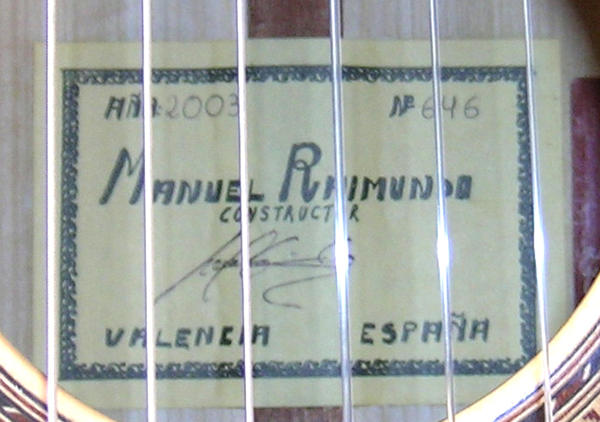 AÑO 2003 Nº 646
MANUEL RAIMUNDO
CONSTRUCTOR
VALENCIA ESPAÑA